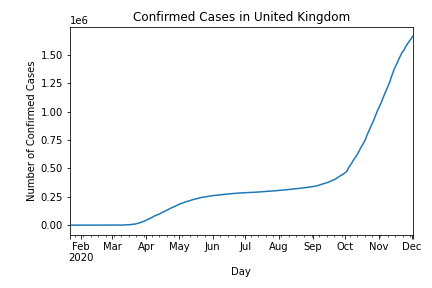 Confirmed Cases in United Kingdom
1e6
1.50
1.25
1.00
0.75
0.50
0.25
0.00
Number of Confirmed Cases
Feb Mar Apr May Jun Jul Aug Sep Oct Nov Dec
2020
Day